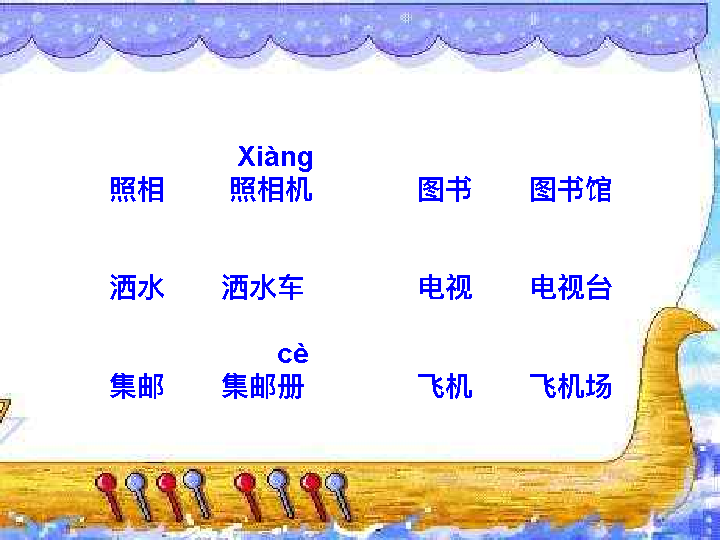 Xiàng
照相 照相机 图书 图书馆
洒水 洒水车 电视 电视台
cè
集邮 集邮册 飞机 飞机场